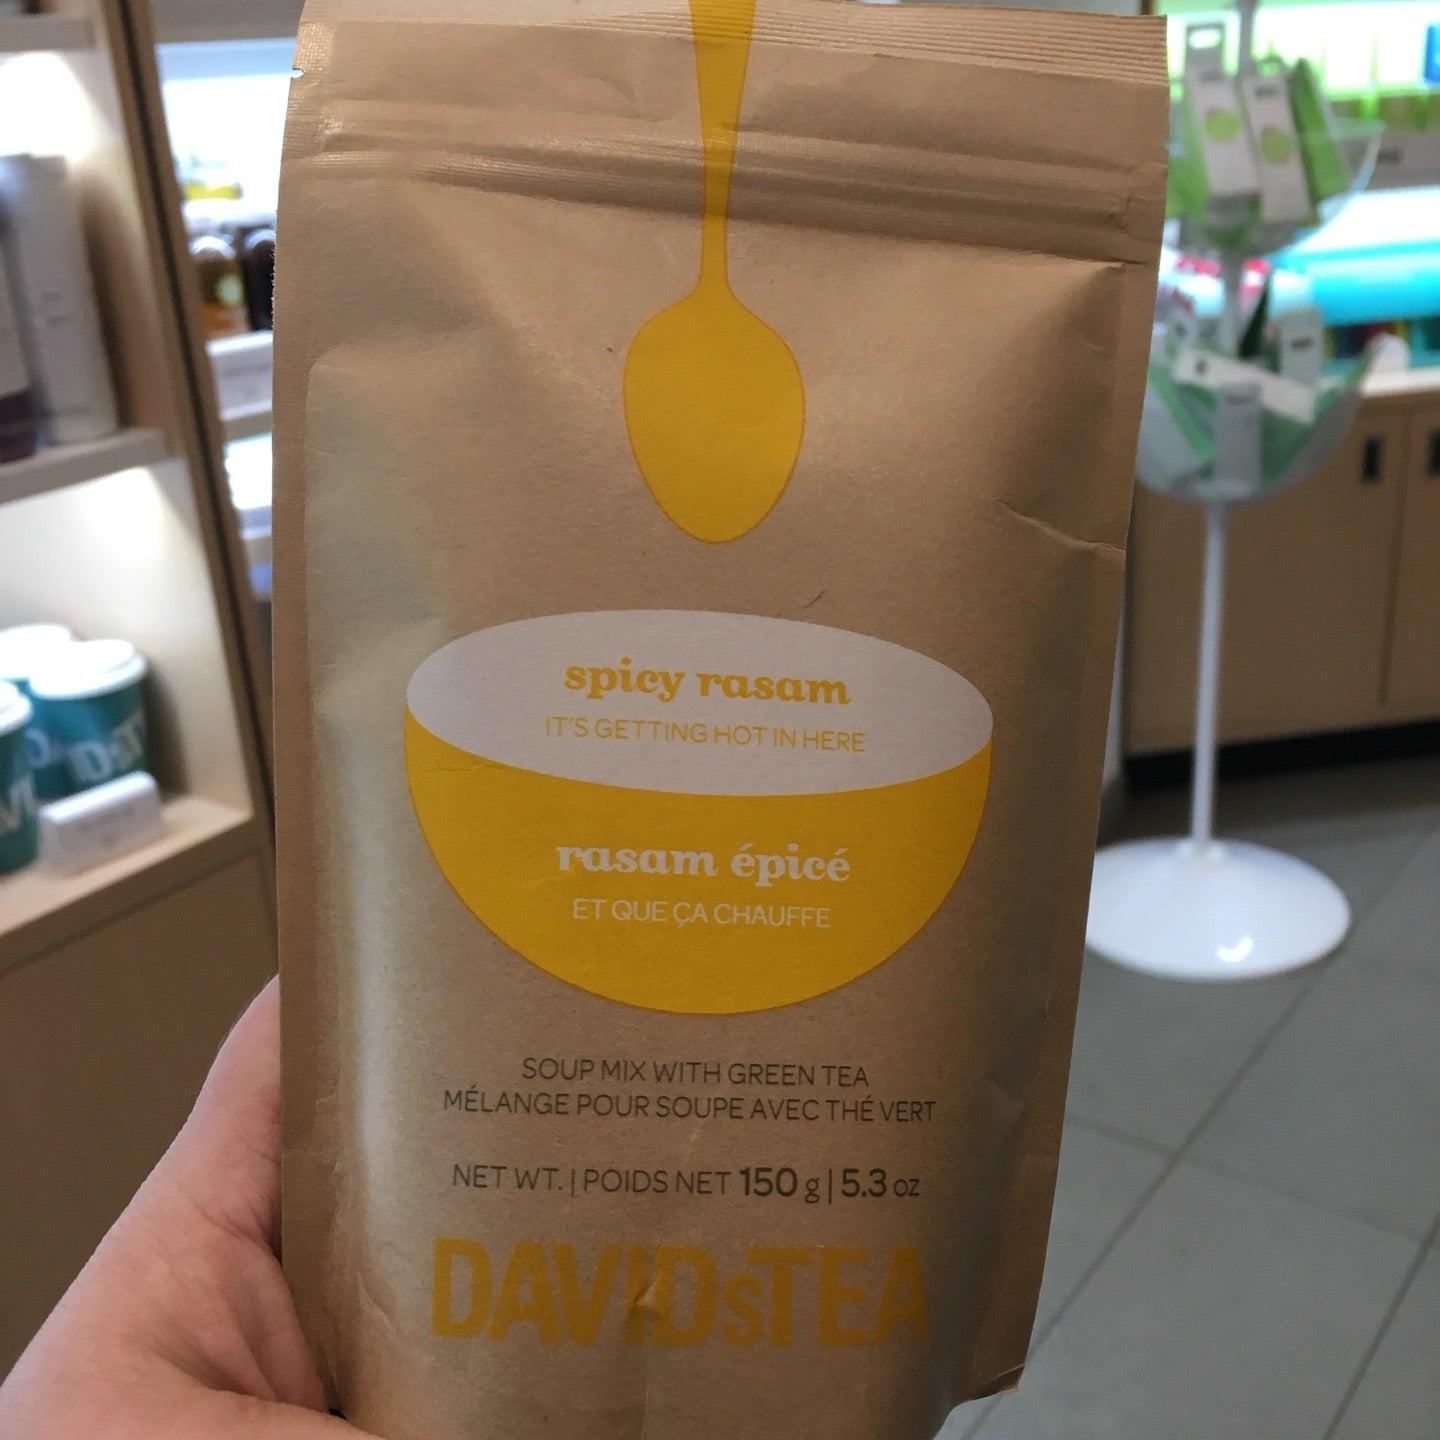 spicy rasam
IT'S GETTING HOT IN HERE
rasam épicé
ET QUE ÇA CHAUFFE
SOUP MIX WITH GREEN TEA
MÉLANGE POUR SOUPE AVEC THÉ VERT
NET WT. | POIDS NET 150 g | 5.3 oz
DAVIDsTEA